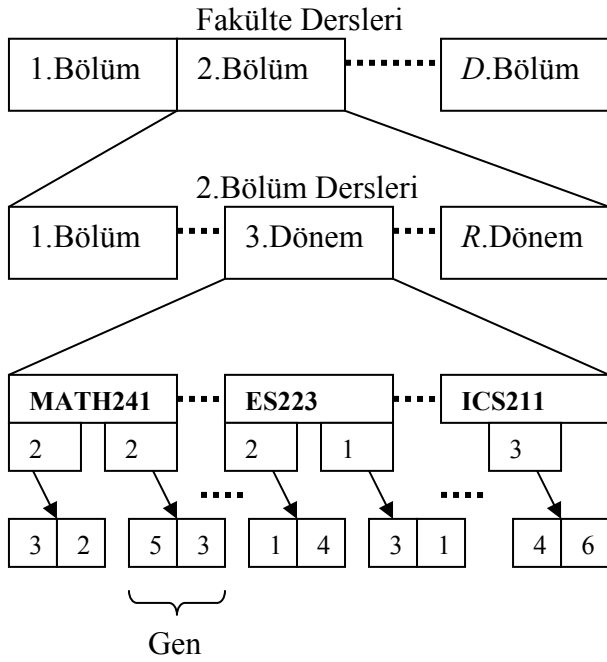 Fakülte Dersleri
1.Bölüm 2.Bölüm D.Bölüm
2.Bölüm Dersleri
1.Bölüm 3.Dönem R.Dönem
MATH241 ES223 ICS211
2 2 2 1 3
3 2 5 3 1 4 3 1 4 6
Gen